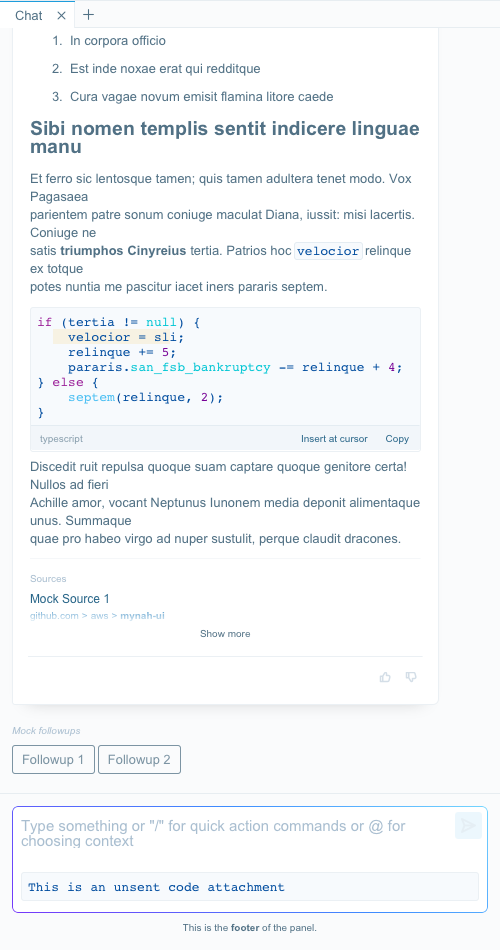 Chat
1. In corpora officio
2. Est inde noxae erat qui redditque
3. Cura vagae novum emisit flamina litore caede
Sibi nomen templis sentit indicere linguae
manu
Et ferro sic lentosque tamen; quis tamen adultera tenet modo. Vox
Pagasaea
parientem patre sonum coniuge maculat Diana, iussit: misi lacertis.
Coniuge ne
satis triumphos Cinyreius tertia. Patrios hoc velocior relinque
ex totque
potes nuntia me pascitur iacet iners pararis septem.
if (tertia != null) {
    velocior = sli;
    relinque += 5;
    pararis.san_fsb_bankruptcy -= relinque + 4;
} else {
    septem(relinque, 2);
}
typescript Insert at cursor Copy
Discedit ruit repulsa quoque suam captare quoque genitore certa!
Nullos ad fieri
Achille amor, vocant Neptunus Iunonem media deponit alimentaque
unus. Summaque
quae pro habeo virgo ad nuper sustulit, perque claudit dracones.
Sources
Mock Source 1
github.com > aws > mynah-ui
Show more
Mock followups
Followup 1 Followup 2
Type something or "/" for quick action commands or @ for
choosing context
This is an unsent code attachment
This is the footer of the panel.